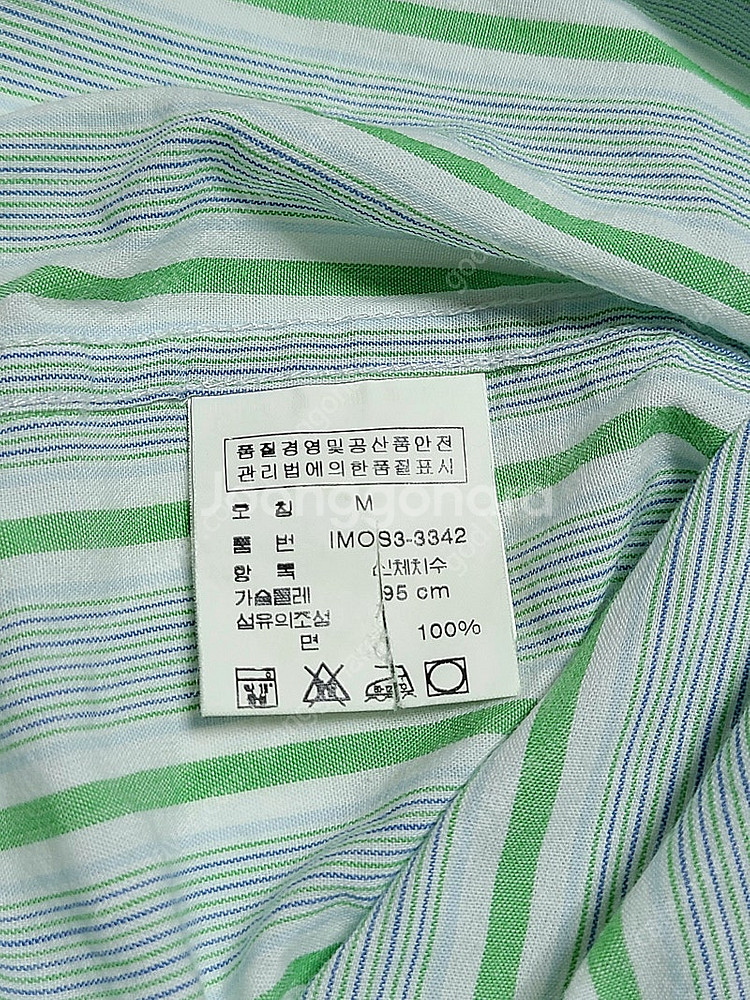 품질경영및공산품안전
관리법에의한품질표시
호 칭 M
품 번 IMOS3-3342
항 목 신체치수
가슴둘레 95 cm
섬유의조성
면 100%
Joonggonara